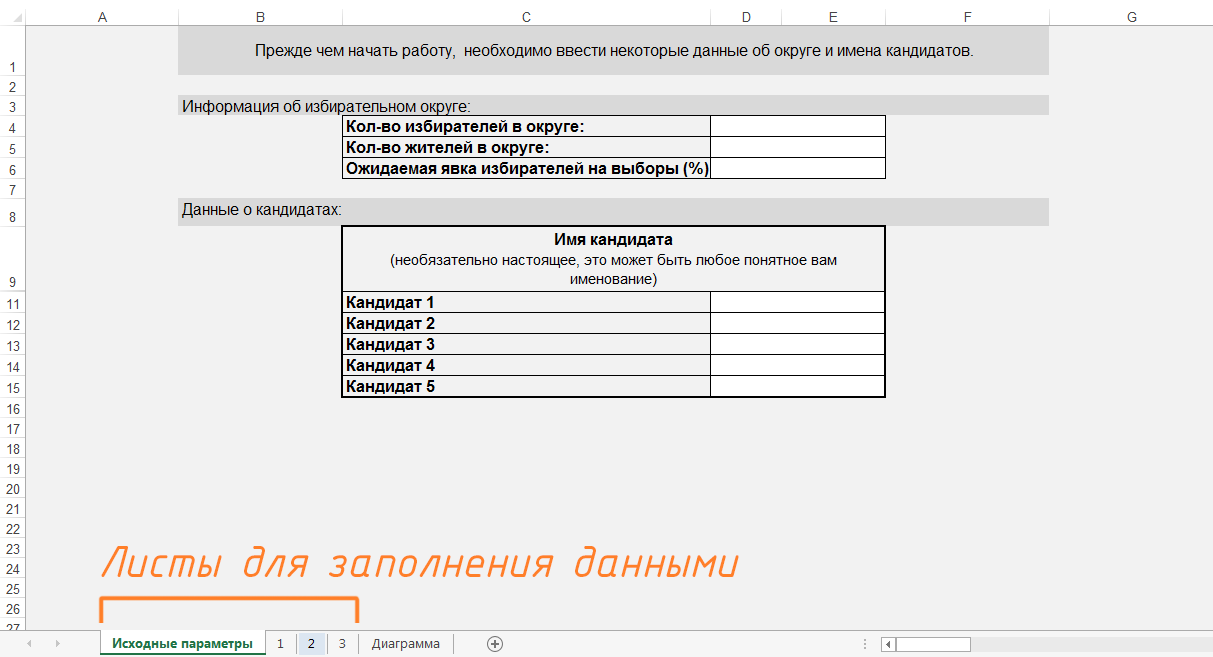 A B C D E F G
1 Прежде чем начать работу, необходимо ввести некоторые данные об округе и имена кандидатов.
2
3 Информация об избирательном округе:
4 Кол-во избирателей в округе:
5 Кол-во жителей в округе:
6 Ожидаемая явка избирателей на выборы (%)
7
8 Данные о кандидатах:
Имя кандидата
(необязательно настоящее, это может быть любое понятное вам
9 именование)
11 Кандидат 1
12 Кандидат 2
13 Кандидат 3
14 Кандидат 4
15 Кандидат 5
16
17
18
19
20
21
22
23
24 Листы для заполнения данными
25
26
27
Исходные параметры 1 2 3 Диаграмма